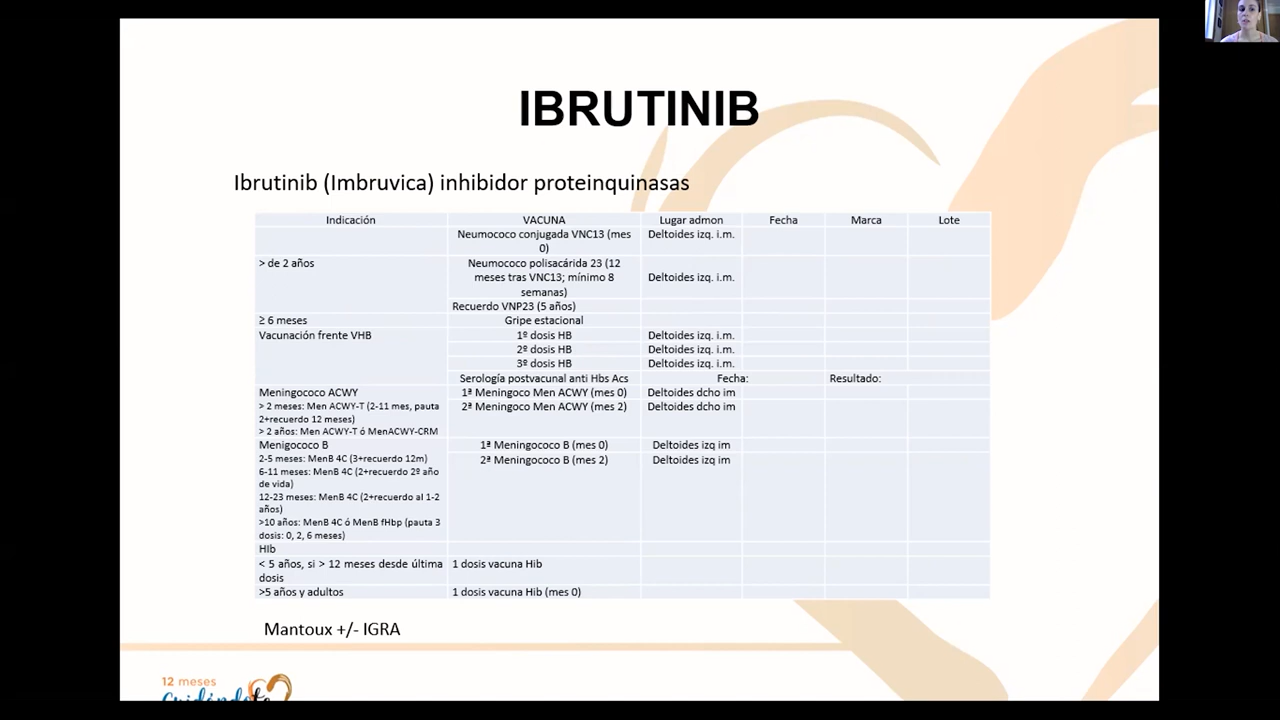 IBRUTINIB
Ibrutinib (Imbruvica) inhibidor proteinquinasas
Indicación VACUNA Lugar admon Fecha Marca Lote
Neumococo conjugada VNC13 (mes
0) Deltoides izq. i.m.
> de 2 años Neumococo polisacárida 23 (12
meses tras VNC13; mínimo 8
semanas) Deltoides izq. i.m.
Recuerdo VNP23 (5 años)
≥ 6 meses Gripe estacional
Vacunación frente VHB 1º dosis HB Deltoides izq. i.m.
2º dosis HB Deltoides izq. i.m.
3º dosis HB Deltoides izq. i.m.
Serología postvacunal anti Hbs Acs Fecha: Resultado:
Meningococo ACWY 1ª Meningoco Men ACWY (mes 0) Deltoides dcho im
> 2 meses: Men ACWY-T (2-11 mes, pauta
2+recuerdo 12 meses)
> 2 años: Men ACWY-T ó MenACWY-CRM
2ª Meningoco Men ACWY (mes 2) Deltoides dcho im
Menigococo B 1ª Meningococo B (mes 0) Deltoides izq im
2-5 meses: MenB 4C (3+recuerdo 12m)
6-11 meses: MenB 4C (2+recuerdo 2º año
de vida)
12-23 meses: MenB 4C (2+recuerdo al 1-2
años)
>10 años: MenB 4C ó MenB fHbp (pauta 3
dosis: 0, 2, 6 meses)
2ª Meningococo B (mes 2) Deltoides izq im
HIb
< 5 años, si > 12 meses desde última
dosis 1 dosis vacuna Hib
>5 años y adultos 1 dosis vacuna Hib (mes 0)
Mantoux +/- IGRA
12 meses
Cuidándote